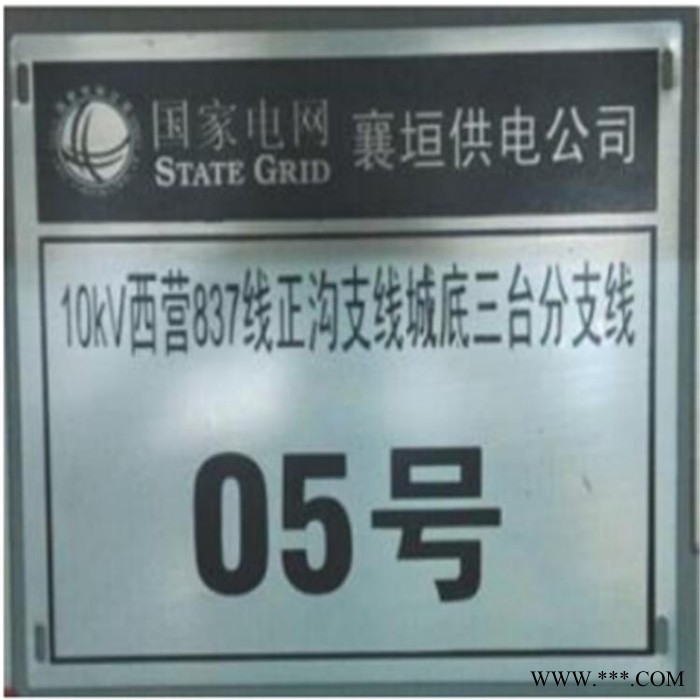 国家电网
STATE GRID
襄垣供电公司
10kV西营837线正沟支线城底三台分支线
05号
WWW.***.COM